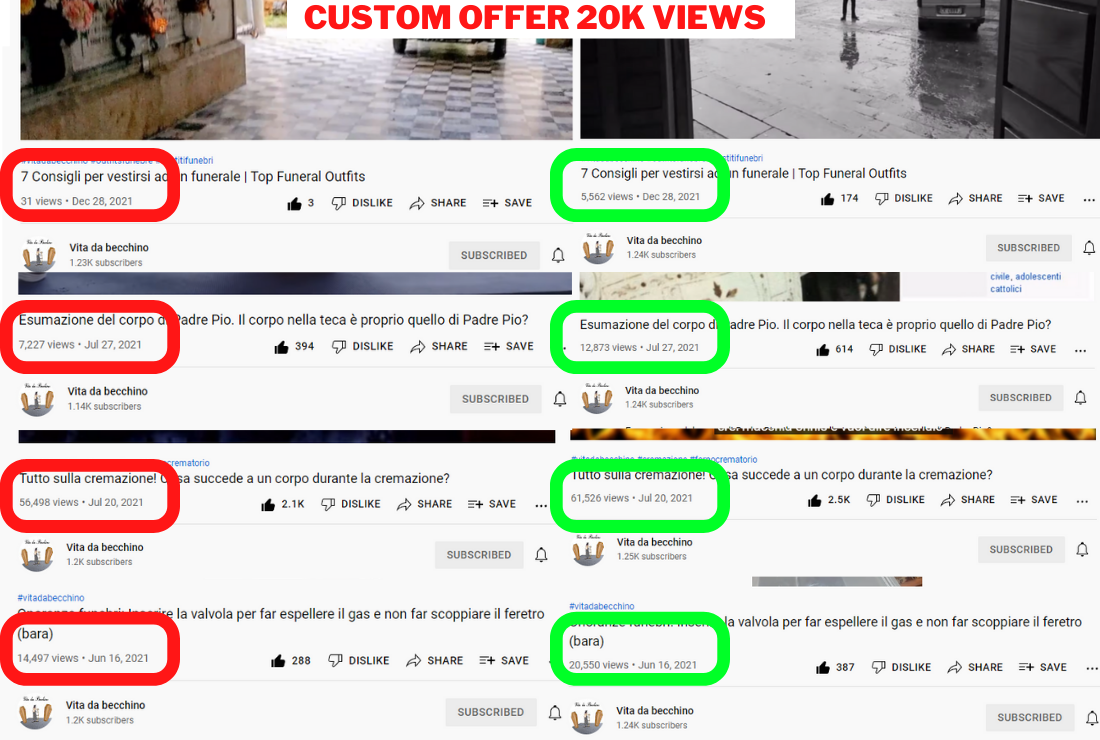 CUSTOM OFFER 20K VIEWS
7 Consigli per vestirsi ad un funerale | Top Funeral Outfits
31 views • Dec 28, 2021
3 DISLIKE SHARE SAVE
Vita da becchino
1.23K subscribers
SUBSCRIBED
7 Consigli per vestirsi ad un funerale | Top Funeral Outfits
5,562 views • Dec 28, 2021
174 DISLIKE SHARE SAVE
Vita da becchino
1.24K subscribers
SUBSCRIBED
civile, adolescenti
cattolici
Esumazione del corpo di Padre Pio. Il corpo nella teca è proprio quello di Padre Pio?
7,227 views • Jul 27, 2021
394 DISLIKE SHARE SAVE
Vita da becchino
1.14K subscribers
SUBSCRIBED
Esumazione del corpo di Padre Pio. Il corpo nella teca è proprio quello di Padre Pio?
12,873 views • Jul 27, 2021
614 DISLIKE SHARE SAVE
Vita da becchino
1.24K subscribers
SUBSCRIBED
Tutto sulla cremazione! Cosa succede a un corpo durante la cremazione?
56,498 views • Jul 20, 2021
2.1K DISLIKE SHARE SAVE
Vita da becchino
1.2K subscribers
SUBSCRIBED
#vitadabecchino #cremazione #fornocrematorio
Tutto sulla cremazione! Cosa succede a un corpo durante la cremazione?
61,526 views • Jul 20, 2021
2.5K DISLIKE SHARE SAVE
Vita da becchino
1.25K subscribers
SUBSCRIBED
#vitadabecchino
Onoranze funebri: Inserire la valvola per far espellere il gas e non far scoppiare il feretro
(bara)
14,497 views • Jun 16, 2021
288 DISLIKE SHARE SAVE
Vita da becchino
1.2K subscribers
SUBSCRIBED
#vitadabecchino
Onoranze funebri: Inserire la valvola per far espellere il gas e non far scoppiare il feretro
(bara)
20,550 views • Jun 16, 2021
387 DISLIKE SHARE SAVE
Vita da becchino
1.24K subscribers
SUBSCRIBED